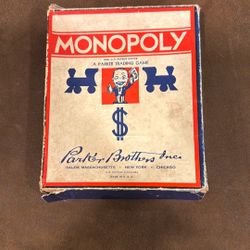 MONOPOLY
A PARKER TRADING GAME
$
Parker Brothers Inc.
SALEM MASSACHUSETTS • NEW YORK • CHICAGO